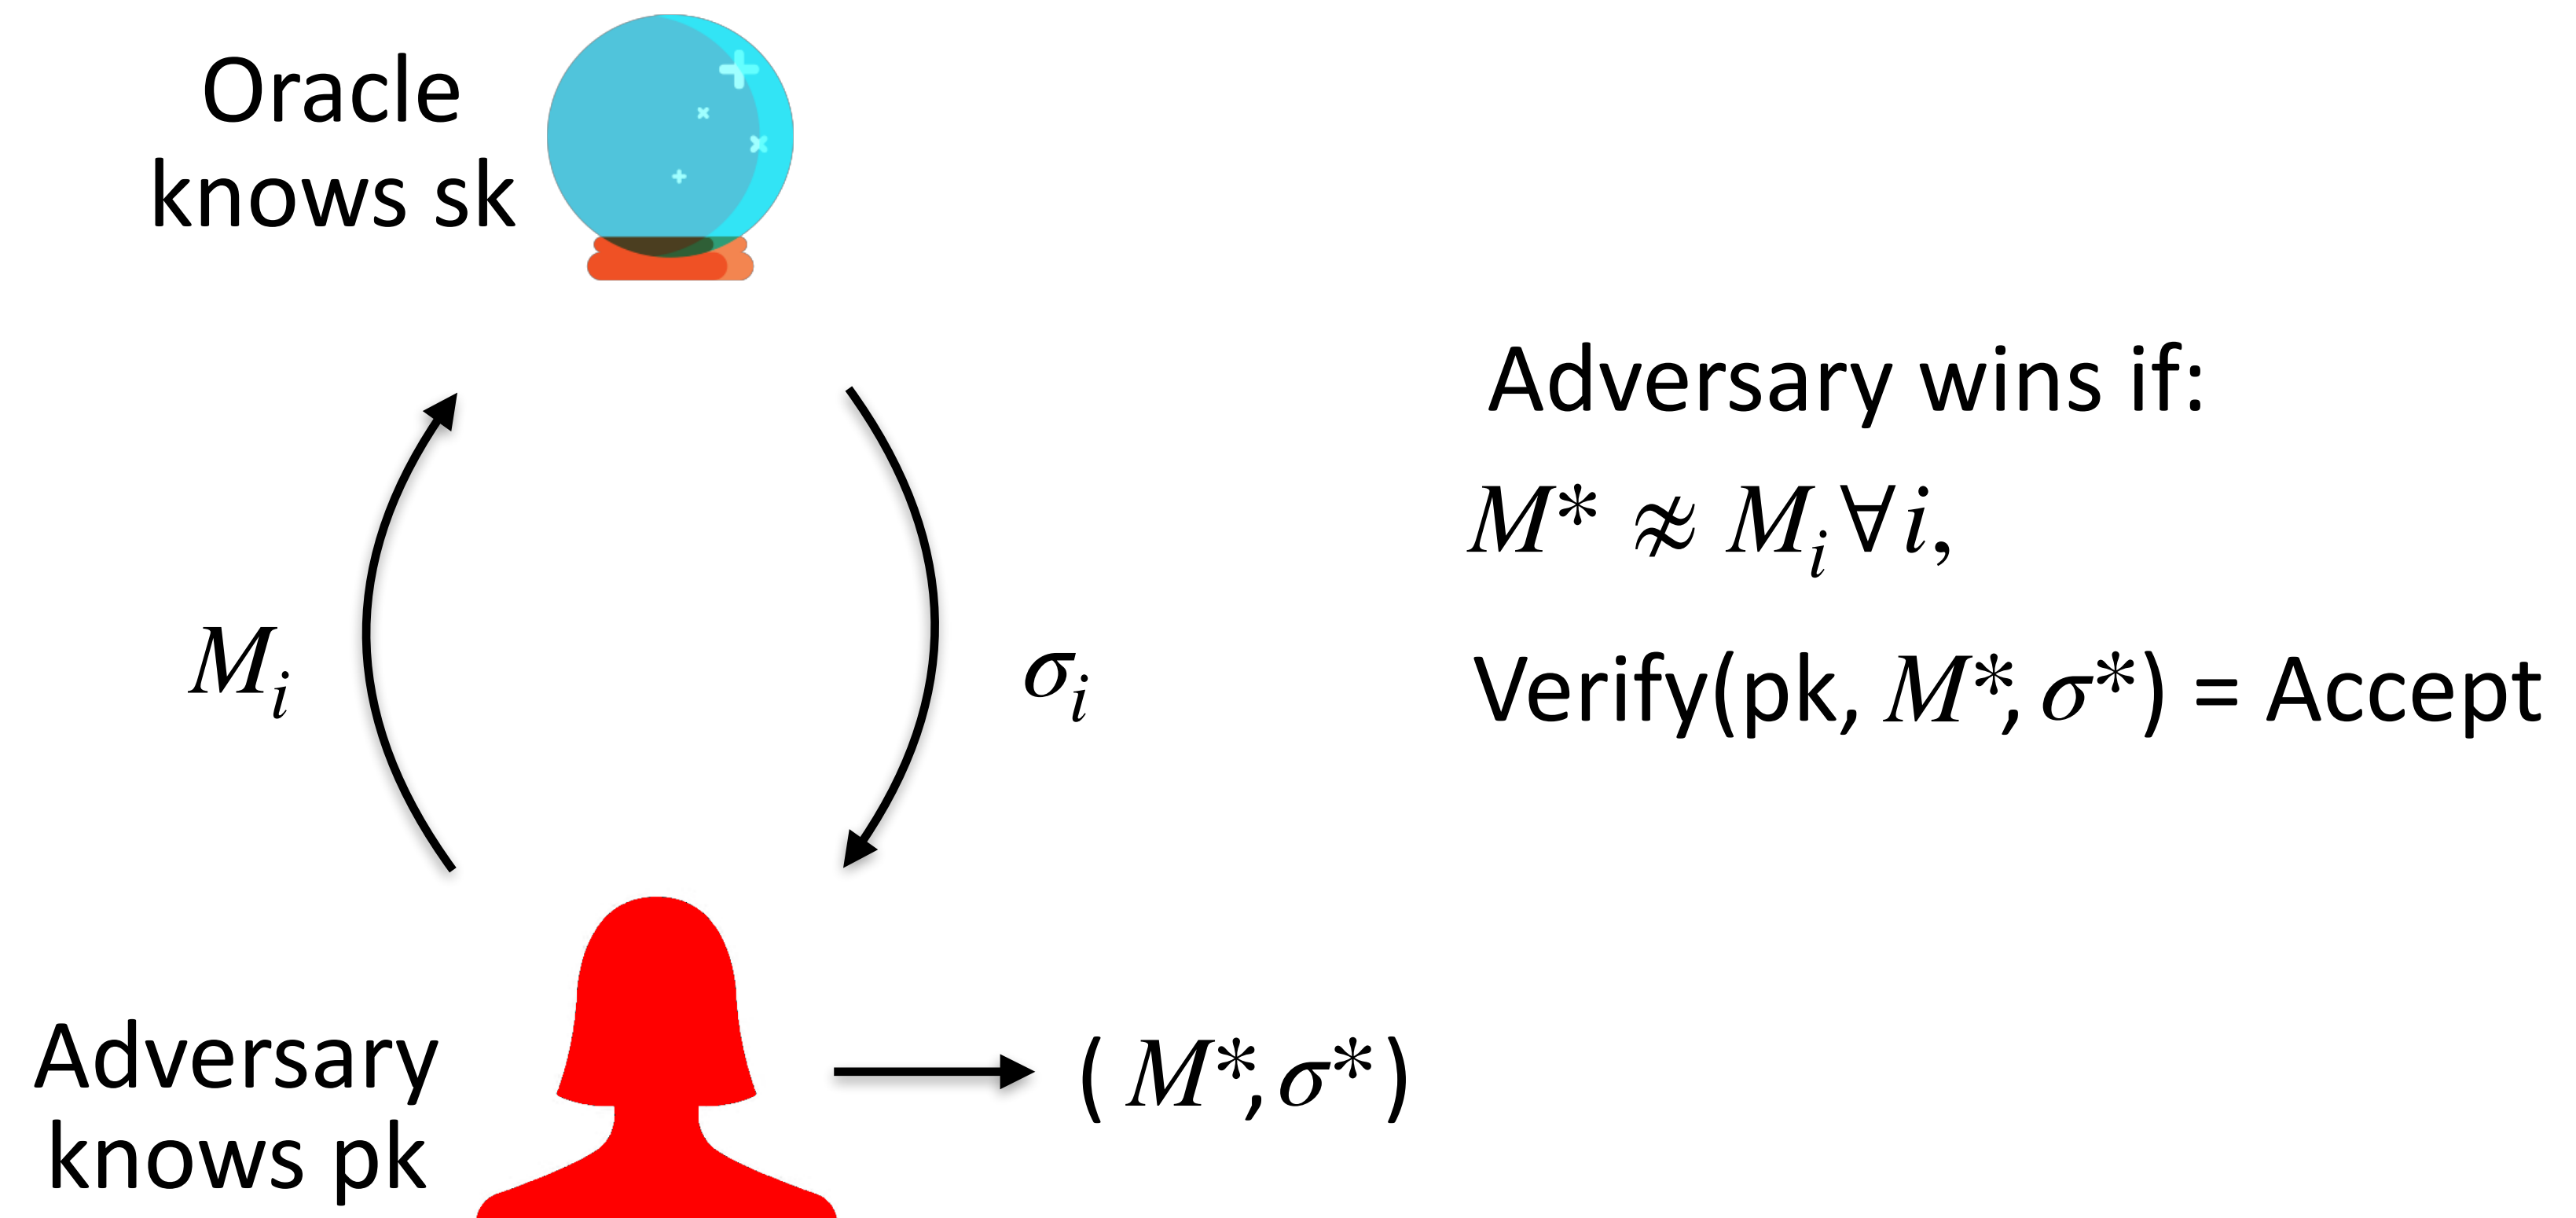 Oracle
knows sk
Adversary wins if:
M* ≉ M_i ∀i,
M_i
σ_i
Verify(pk, M*, σ*) = Accept
Adversary
knows pk
( M*, σ* )